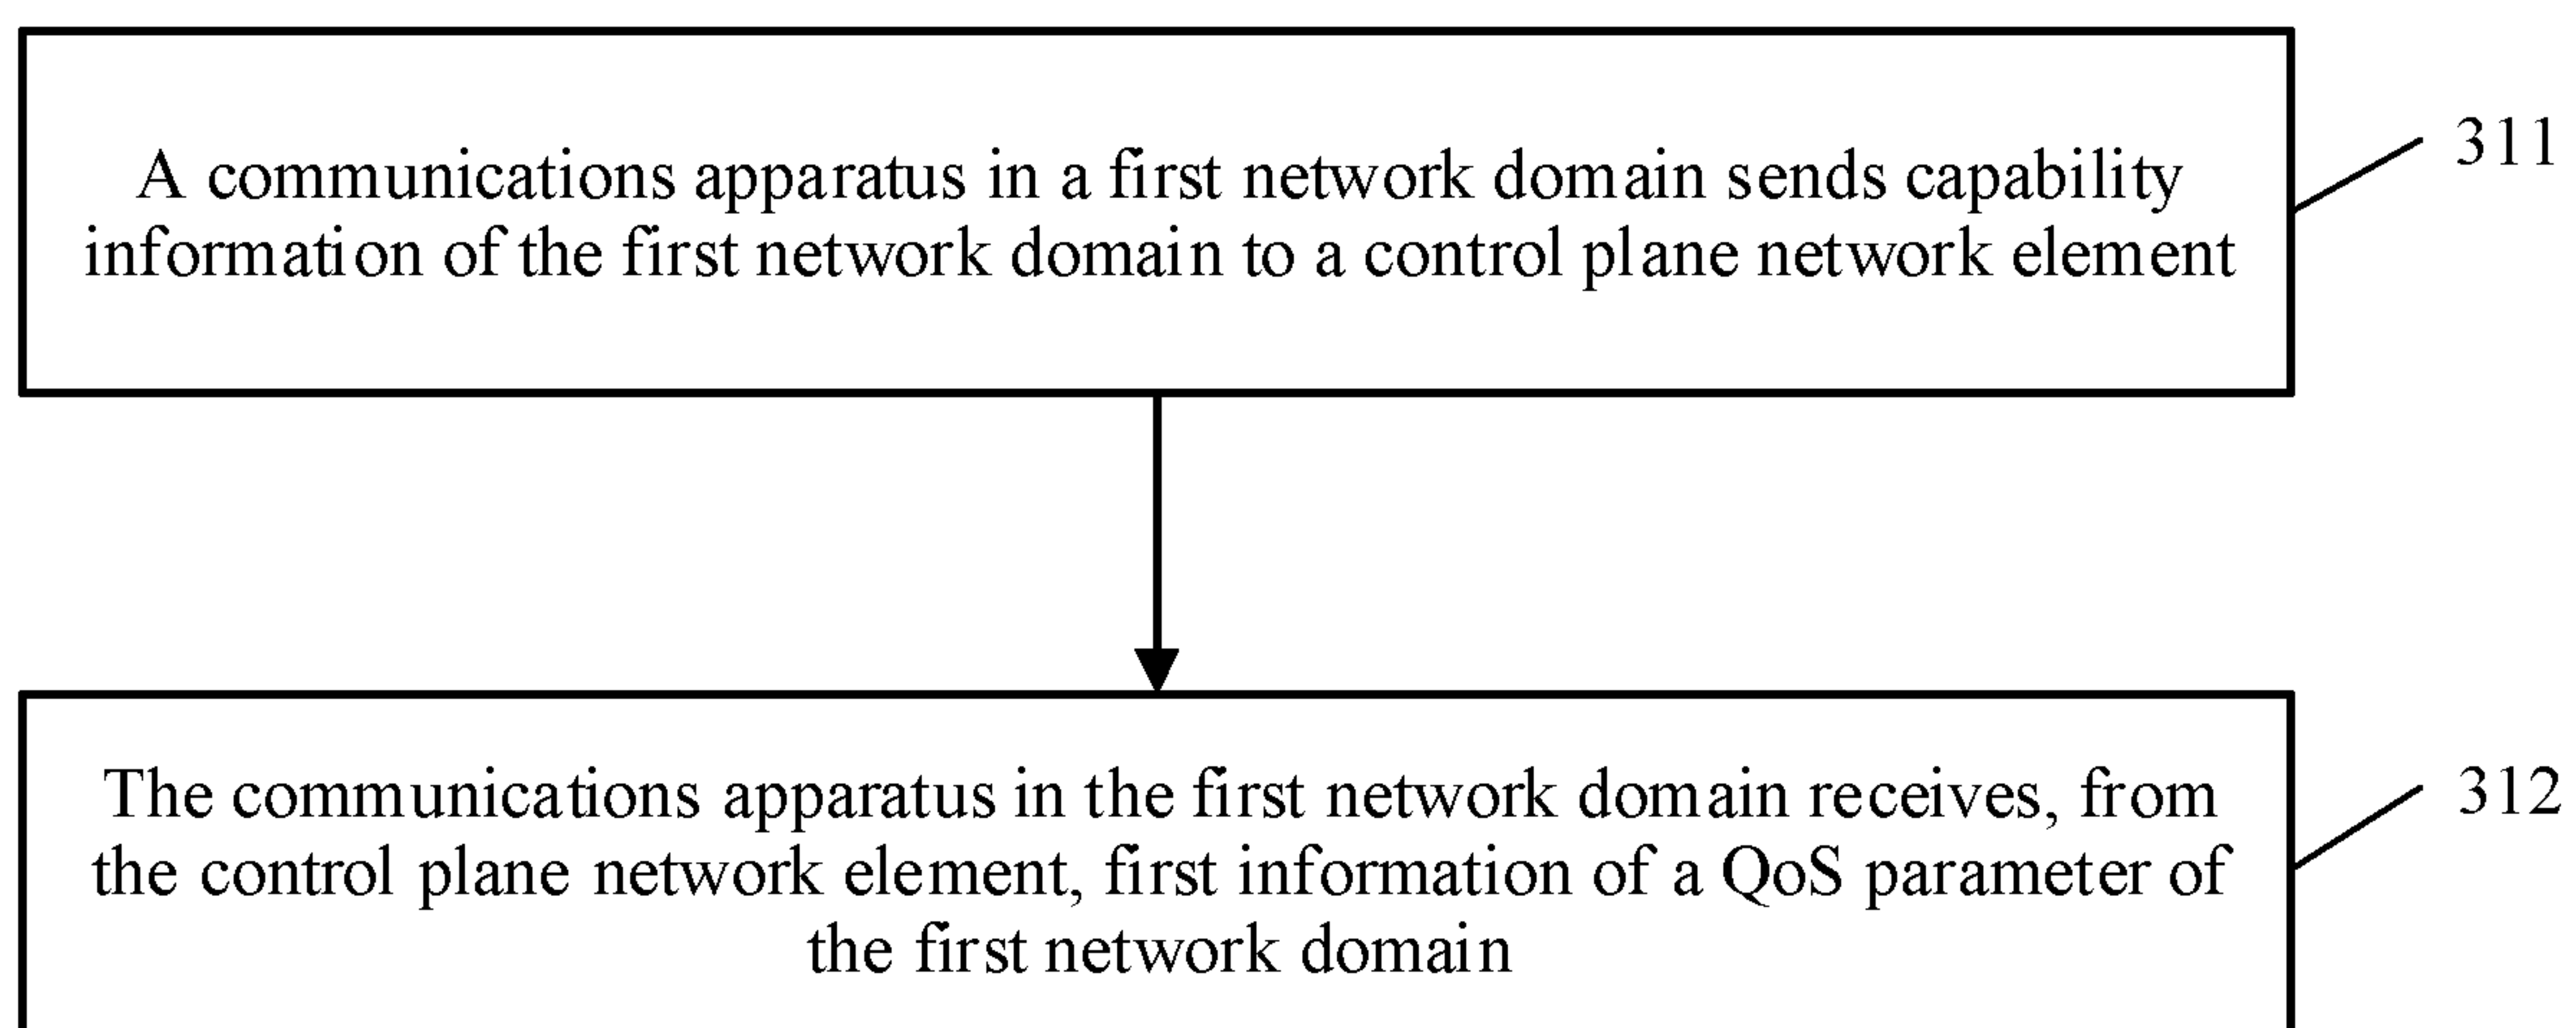 A communications apparatus in a first network domain sends capability
information of the first network domain to a control plane network element
311
The communications apparatus in the first network domain receives, from
the control plane network element, first information of a QoS parameter of
the first network domain
312